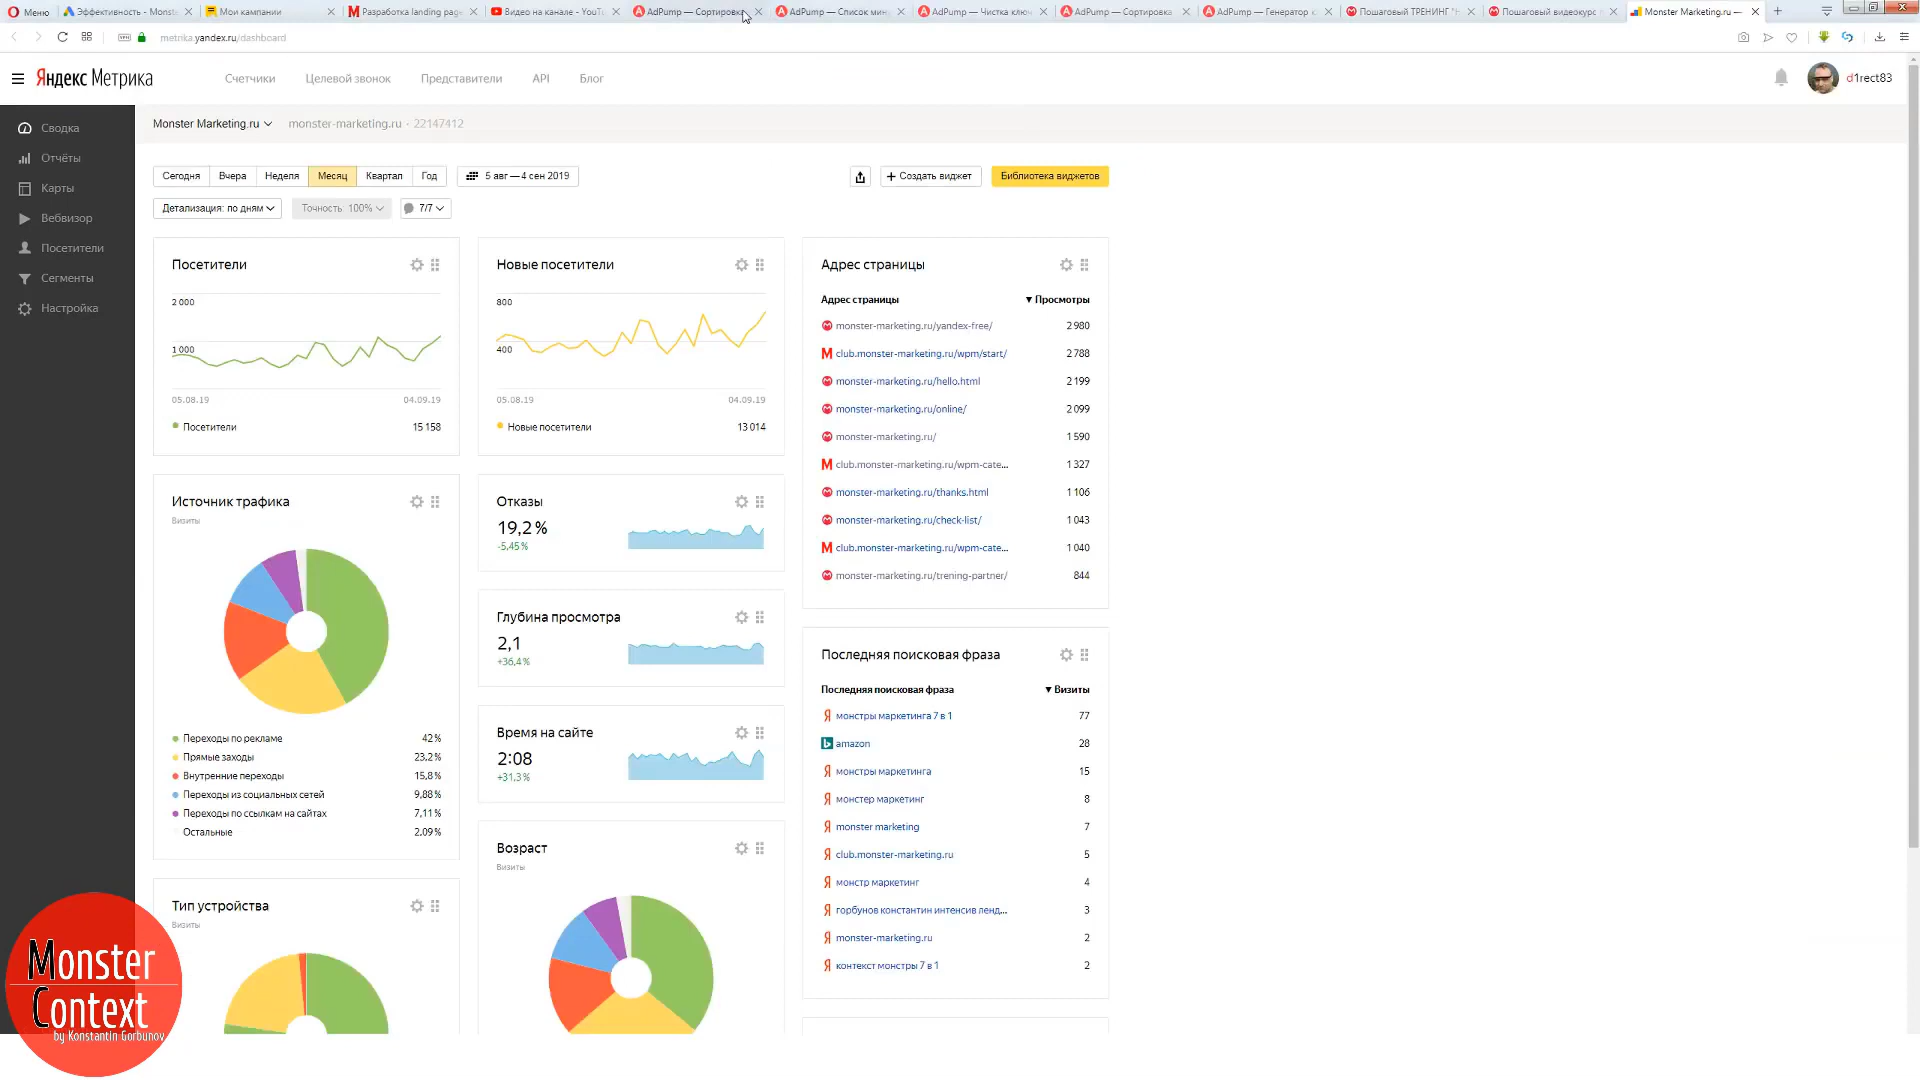 Меню
Эффективность - Monste
Мои кампании
Разработка landing page
Видео на канале - YouTu
AdPump — Сортировка
AdPump — Список мин
AdPump — Чистка ключ
AdPump — Сортировка
AdPump — Генератор к
Пошаговый ТРЕНИНГ "Н
Пошаговый видеокурс п
Monster Marketing.ru —
VPN
metrika.yandex.ru/dashboard
Яндекс Метрика
Счетчики
Целевой звонок
Представители
API
Блог
d1rect83
Сводка
Отчёты
Карты
Вебвизор
Посетители
Сегменты
Настройка
Monster Marketing.ru
monster-marketing.ru · 22147412
Сегодня
Вчера
Неделя
Месяц
Квартал
Год
5 авг — 4 сен 2019
+ Создать виджет
Библиотека виджетов
Детализация: по дням
Точность: 100%
7/7
Посетители
2 000
1 000
05.08.19
04.09.19
Посетители 15 158
Новые посетители
800
400
05.08.19
04.09.19
Новые посетители 13 014
Адрес страницы
Адрес страницы ▼ Просмотры
monster-marketing.ru/yandex-free/ 2 980
club.monster-marketing.ru/wpm/start/ 2 788
monster-marketing.ru/hello.html 2 199
monster-marketing.ru/online/ 2 099
monster-marketing.ru/ 1 590
club.monster-marketing.ru/wpm-cate... 1 327
monster-marketing.ru/thanks.html 1 106
monster-marketing.ru/check-list/ 1 043
club.monster-marketing.ru/wpm-cate... 1 040
monster-marketing.ru/trening-partner/ 844
Источник трафика
Визиты
Переходы по рекламе 42%
Прямые заходы 23,2%
Внутренние переходы 15,8%
Переходы из социальных сетей 9,88%
Переходы по ссылкам на сайтах 7,11%
Остальные 2,09%
Отказы
19,2 %
-5,45%
Глубина просмотра
2,1
+36,4%
Время на сайте
2:08
+31,3%
Последняя поисковая фраза
Последняя поисковая фраза ▼ Визиты
монстры маркетинга 7 в 1 77
amazon 28
монстры маркетинга 15
монстер маркетинг 8
monster marketing 7
club.monster-marketing.ru 5
монстр маркетинг 4
горбунов константин интенсив ленд... 3
monster-marketing.ru 2
контекст монстры 7 в 1 2
Возраст
Визиты
Тип устройства
Визиты
Monster
Context
by Konstantin Gorbunov